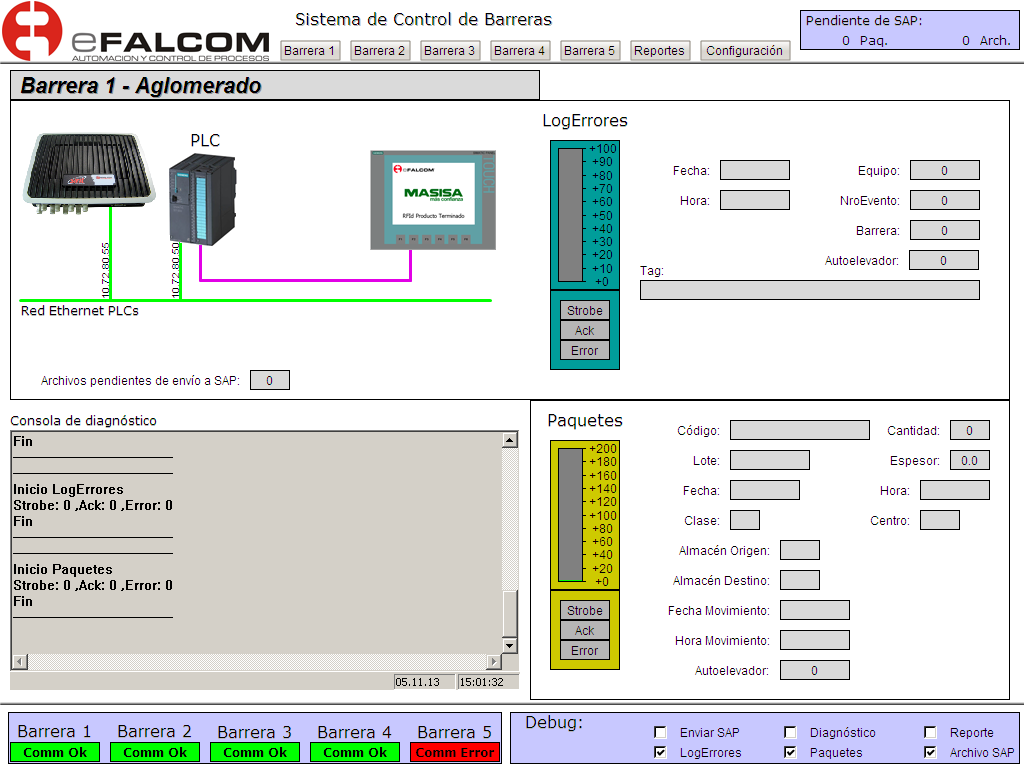 Sistema de Control de Barreras
eFALCOM
AUTOMACION Y CONTROL DE PROCESOS
Barrera 1 Barrera 2 Barrera 3 Barrera 4 Barrera 5 Reportes Configuración
Pendiente de SAP:
0 Paq. 0 Arch.
Barrera 1 - Aglomerado
PLC
eFALCOM
MASISA
más confianza
RFId Producto Terminado
10.72.80.55
10.72.80.50
Red Ethernet PLCs
Archivos pendientes de envío a SAP: 0
LogErrores
+100
+90
+80
+70
+60
+50
+40
+30
+20
+10
+0
Strobe
Ack
Error
Fecha:
Hora:
Equipo: 0
NroEvento: 0
Barrera: 0
Autoelevador: 0
Tag:
Consola de diagnóstico
Fin
Inicio LogErrores
Strobe: 0 ,Ack: 0 ,Error: 0
Fin
Inicio Paquetes
Strobe: 0 ,Ack: 0 ,Error: 0
Fin
05.11.13 15:01:32
Paquetes
+200
+180
+160
+140
+120
+100
+80
+60
+40
+20
+0
Strobe
Ack
Error
Código: Cantidad: 0
Lote: Espesor: 0.0
Fecha: Hora:
Clase: Centro:
Almacén Origen:
Almacén Destino:
Fecha Movimiento:
Hora Movimiento:
Autoelevador: 0
Barrera 1 Barrera 2 Barrera 3 Barrera 4 Barrera 5
Comm Ok Comm Ok Comm Ok Comm Ok Comm Error
Debug:
Enviar SAP Diagnóstico Reporte
LogErrores Paquetes Archivo SAP